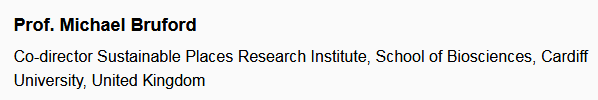 Prof. Michael Bruford
Co-director Sustainable Places Research Institute, School of Biosciences, Cardiff
University, United Kingdom